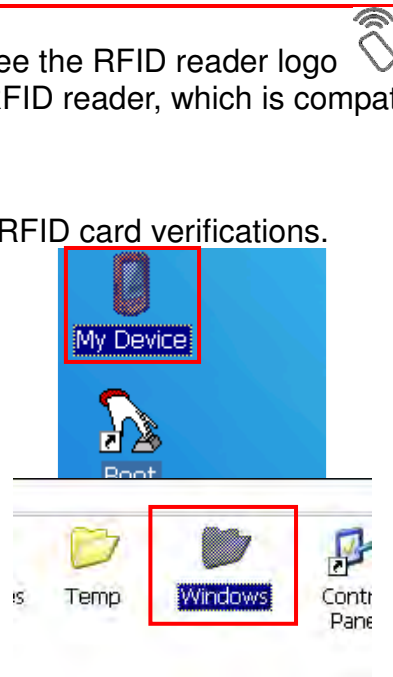 ee the RFID reader logo
FID reader, which is compat
RFID card verifications.
My Device
Temp
Windows
Contr
Pane